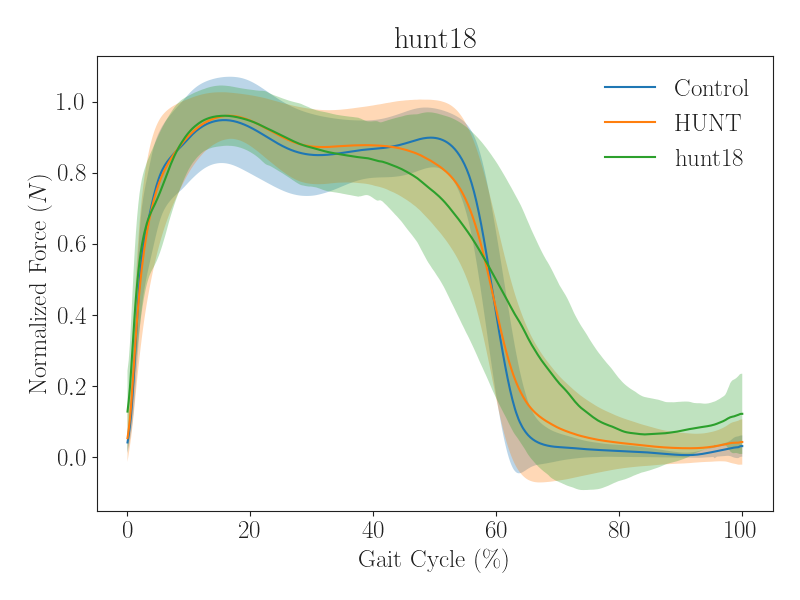 hunt18
Control
HUNT
hunt18
1.0
0.8
0.6
0.4
0.2
0.0
Normalized Force (N)
0 20 40 60 80 100
Gait Cycle (%)